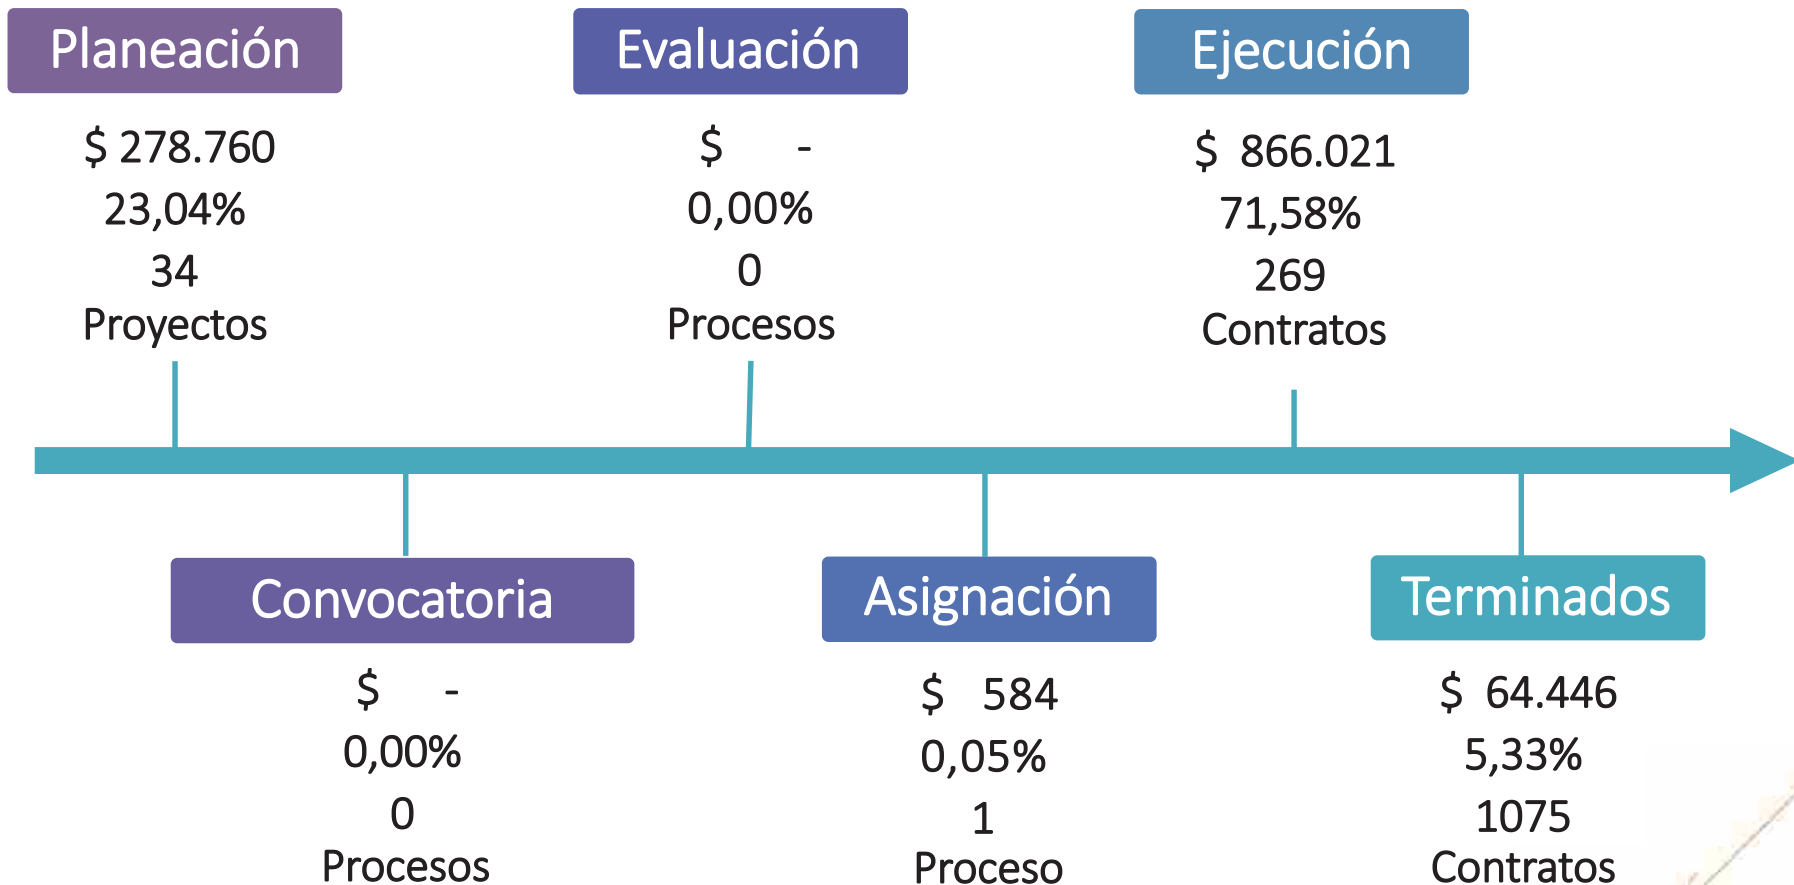 Planeación
$ 278.760
23,04%
34
Proyectos
Evaluación
$ -
0,00%
0
Procesos
Ejecución
$ 866.021
71,58%
269
Contratos
Convocatoria
$ -
0,00%
0
Procesos
Asignación
$ 584
0,05%
1
Proceso
Terminados
$ 64.446
5,33%
1075
Contratos